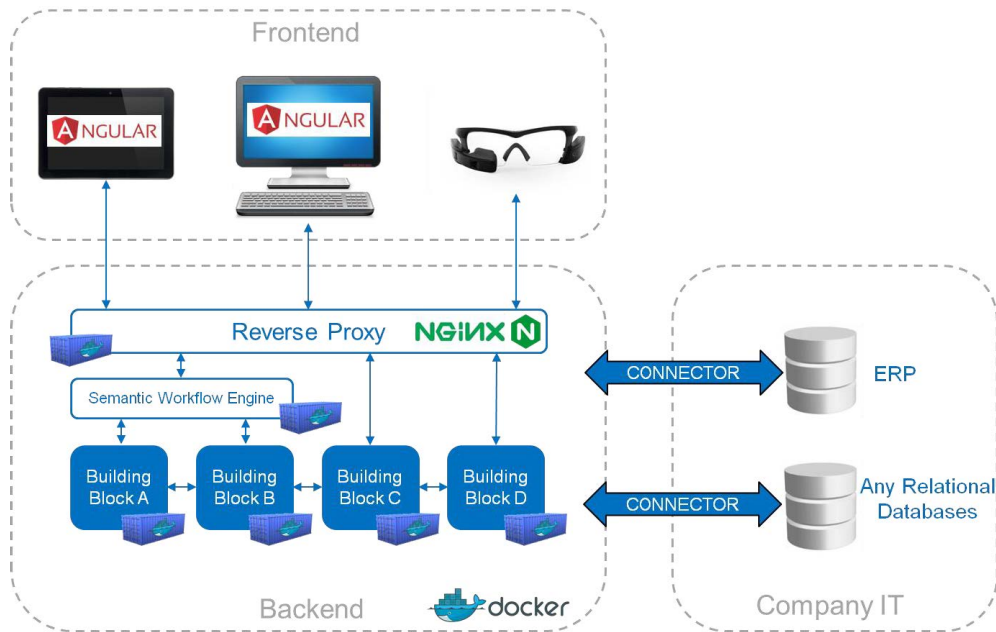 Frontend
ANGULAR
ANGULAR
Reverse Proxy
NGINX N
Semantic Workflow Engine
Building
Block A
Building
Block B
Building
Block C
Building
Block D
CONNECTOR
ERP
CONNECTOR
Any Relational
Databases
Backend
docker
Company IT